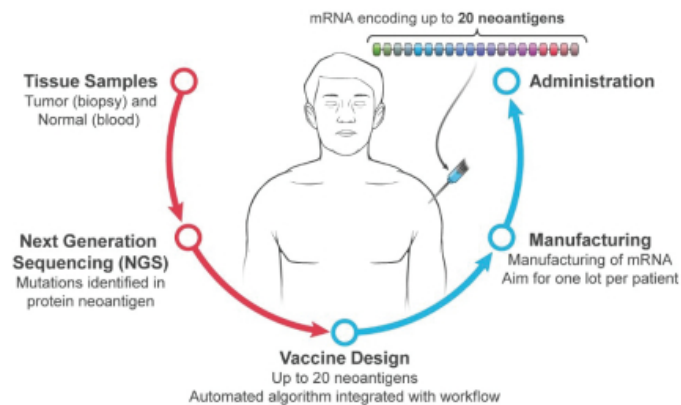 mRNA encoding up to 20 neoantigens
Tissue Samples
Tumor (biopsy) and
Normal (blood)
Next Generation
Sequencing (NGS)
Mutations identified in
protein neoantigen
Vaccine Design
Up to 20 neoantigens
Automated algorithm integrated with workflow
Manufacturing
Manufacturing of mRNA
Aim for one lot per patient
Administration